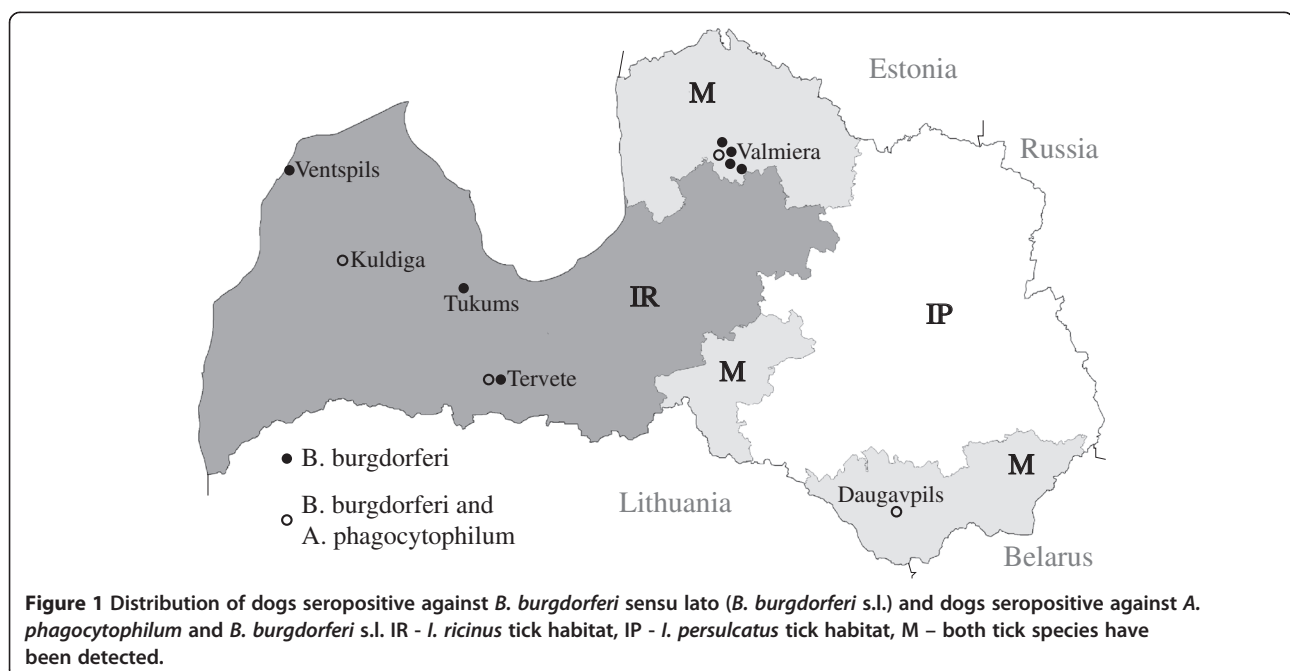 Estonia
M
Russia
Valmiera
Ventspils
Kuldiga
IR
Tukums
IP
M
Tervete
B. burgdorferi
M
Daugavpils
Lithuania
B. burgdorferi and
A. phagocytophilum
Belarus
Figure 1 Distribution of dogs seropositive against B. burgdorferi sensu lato (B. burgdorferi s.l.) and dogs seropositive against A.
phagocytophilum and B. burgdorferi s.l. IR - I. ricinus tick habitat, IP - I. persulcatus tick habitat, M – both tick species have
been detected.